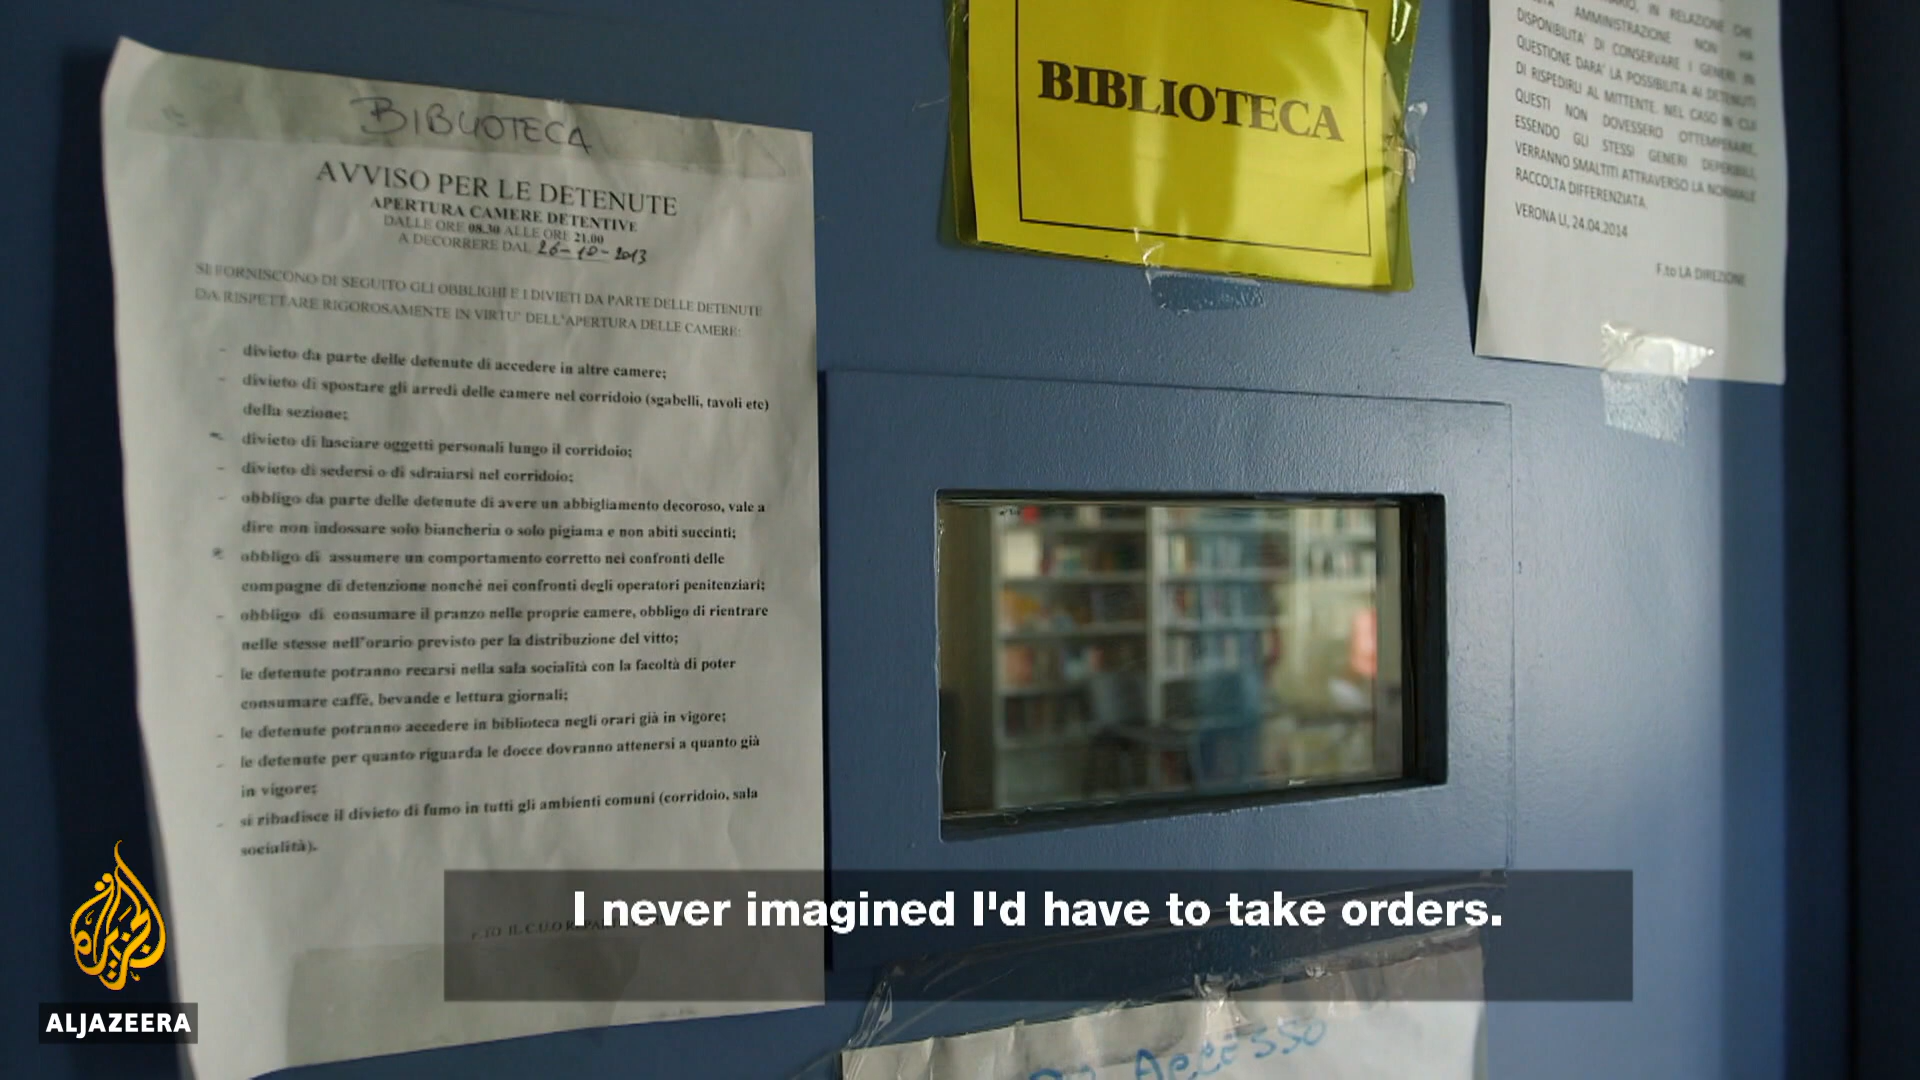 BIBLIOTECA
AVVISO PER LE DETENUTE
APERTURA CAMERE DETENTIVE
DALLE ORE 08.30 ALLE ORE 21.00
A DECORRERE DAL 26-10-2013
SI FORNISCONO DI SEGUITO GLI OBBLIGHI E I DIVIETI DA PARTE DELLE DETENUTE
DA RISPETTARE RIGOROSAMENTE IN VIRTU' DELL'APERTURA DELLE CAMERE:
- divieto da parte delle detenute di accedere in altre camere;
- divieto di spostare gli arredi delle camere nel corridoio (sgabelli, tavoli etc)
della sezione;
- divieto di lasciare oggetti personali lungo il corridoio;
- divieto di sedersi o di sdraiarsi nel corridoio;
- obbligo da parte delle detenute di avere un abbigliamento decoroso, vale a
dire non indossare solo biancheria o solo pigiama e non abiti succinti;
- obbligo di assumere un comportamento corretto nei confronti delle
compagne di detenzione nonchè nei confronti degli operatori penitenziari;
- obbligo di consumare il pranzo nelle proprie camere, obbligo di rientrare
nelle stesse nell'orario previsto per la distribuzione del vitto;
- le detenute potranno recarsi nella sala socialità con la facoltà di poter
consumare caffè, bevande e lettura giornali;
- le detenute potranno accedere in biblioteca negli orari già in vigore;
- le detenute per quanto riguarda le docce dovranno attenersi a quanto già
in vigore;
- si ribadisce il divieto di fumo in tutti gli ambienti comuni (corridoio, sala
socialità).
IL C.U.O
BIBLIOTECA
IN RELAZIONE CHE
AMMINISTRAZIONE NON HA
DISPONIBILITA' DI CONSERVARE I GENERI IN
QUESTIONE DARA' LA POSSIBILITA AI DETENUTI
DI RISPEDIRLI AL MITTENTE. NEL CASO IN CUI
QUESTI NON DOVESSERO OTTEMPERARE,
ESSENDO GLI STESSI GENERI DEPERIBILI,
VERRANNO SMALTITI ATTRAVERSO LA NORMALE
RACCOLTA DIFFERENZIATA.
VERONA LI, 24.04.2014
F.to LA DIREZIONE
I never imagined I'd have to take orders.
ALJAZEERA
Accesso